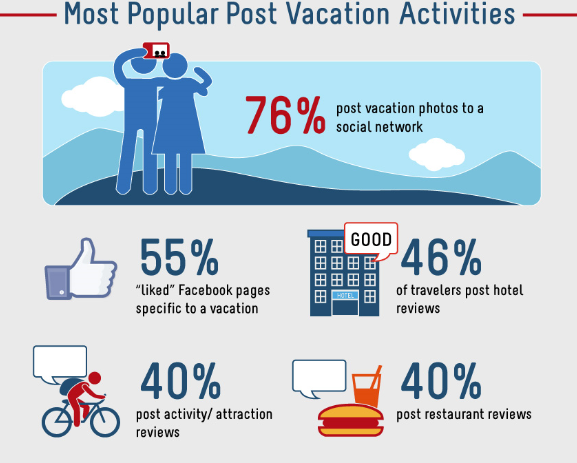 Most Popular Post Vacation Activities
76%
post vacation photos to a
social network
55%
“liked” Facebook pages
specific to a vacation
GOOD
HOTEL
46%
of travelers post hotel
reviews
40%
post activity/ attraction
reviews
40%
post restaurant reviews